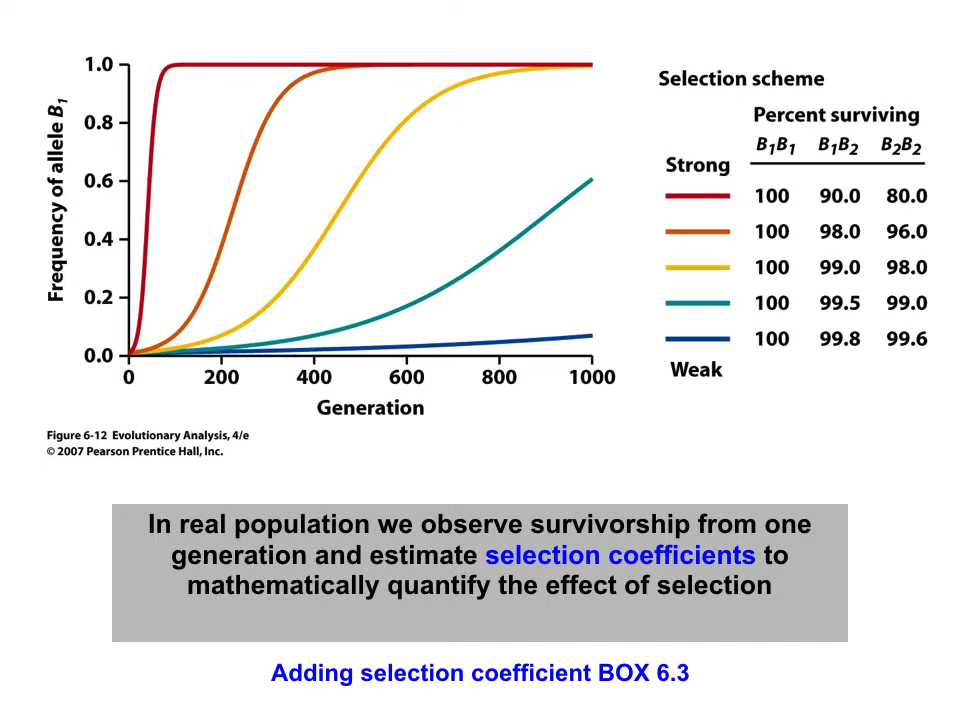 1.0
0.8
0.6
0.4
0.2
0.0
Frequency of allele B1
0 200 400 600 800 1000
Generation
Selection scheme
Percent surviving
B1B1 B1B2 B2B2
Strong
100 90.0 80.0
100 98.0 96.0
100 99.0 98.0
100 99.5 99.0
100 99.8 99.6
Weak
Figure 6-12 Evolutionary Analysis, 4/e
© 2007 Pearson Prentice Hall, Inc.
In real population we observe survivorship from one
generation and estimate selection coefficients to
mathematically quantify the effect of selection
Adding selection coefficient BOX 6.3